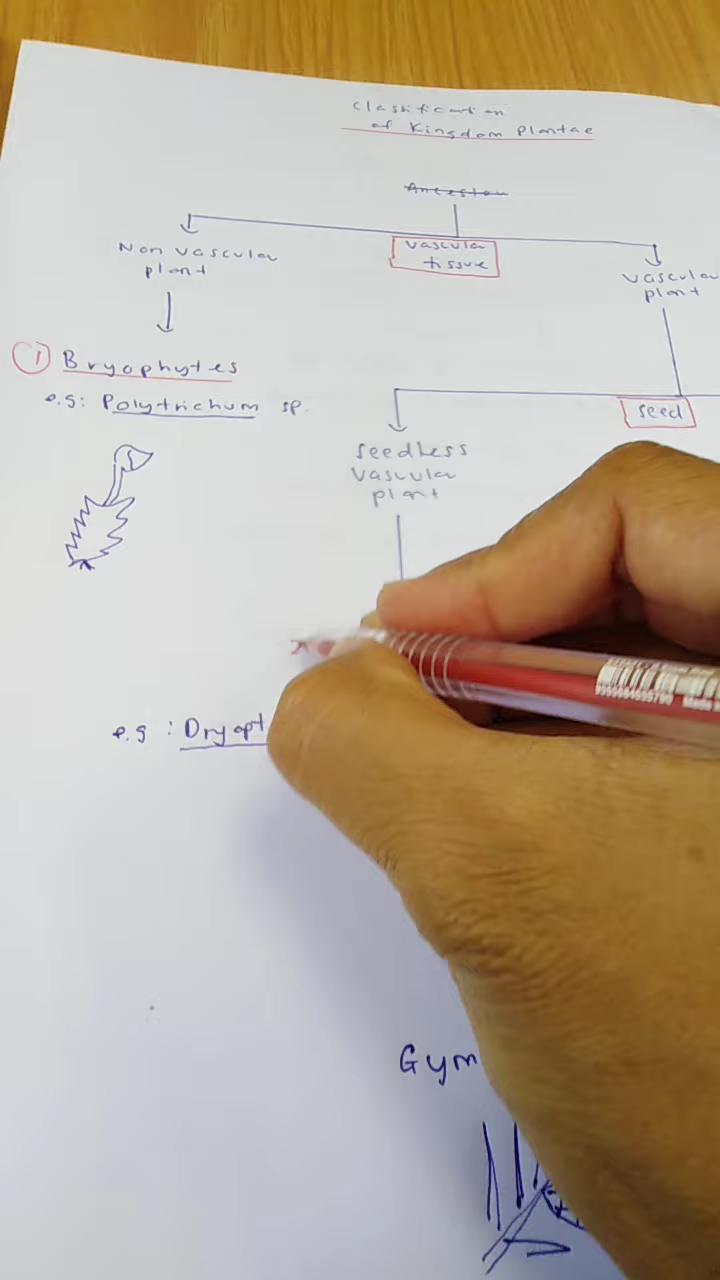 Classification
of Kingdom Plantae
Ancestor
Non vascular
plant
vascular
tissue
vascular
plant
1 Bryophytes
e.g: Polytrichum sp.
seed
seedless
vascular
plant
e.g : Dryopt
Gym